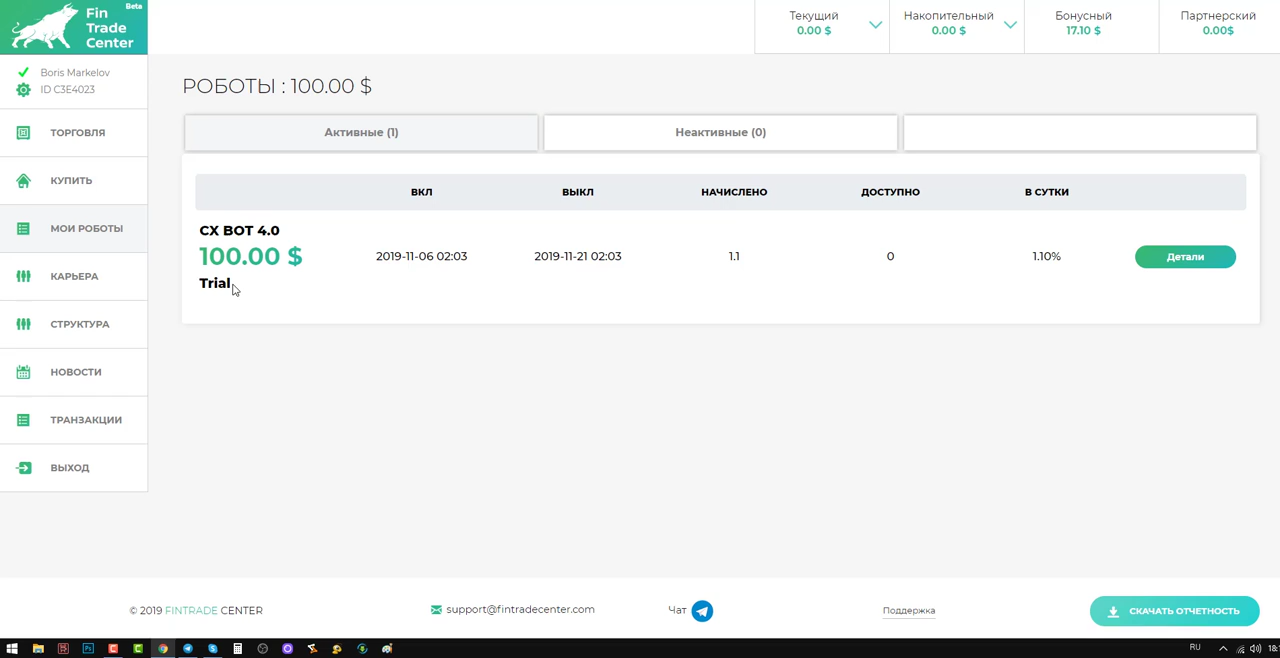 Fin
Trade
Center
Beta
Текущий
0.00 $
Накопительный
0.00 $
Бонусный
17.10 $
Партнерский
0.00$
Boris Markelov
ID C3E4023
РОБОТЫ : 100.00 $
ТОРГОВЛЯ
КУПИТЬ
МОИ РОБОТЫ
КАРЬЕРА
СТРУКТУРА
НОВОСТИ
ТРАНЗАКЦИИ
ВЫХОД
Активные (1)
Неактивные (0)
ВКЛ
ВЫКЛ
НАЧИСЛЕНО
ДОСТУПНО
В СУТКИ
CX BOT 4.0
100.00 $
Trial
2019-11-06 02:03
2019-11-21 02:03
1.1
0
1.10%
Детали
© 2019 FINTRADE CENTER
support@fintradecenter.com
Чат
Поддержка
СКАЧАТЬ ОТЧЕТНОСТЬ
RU